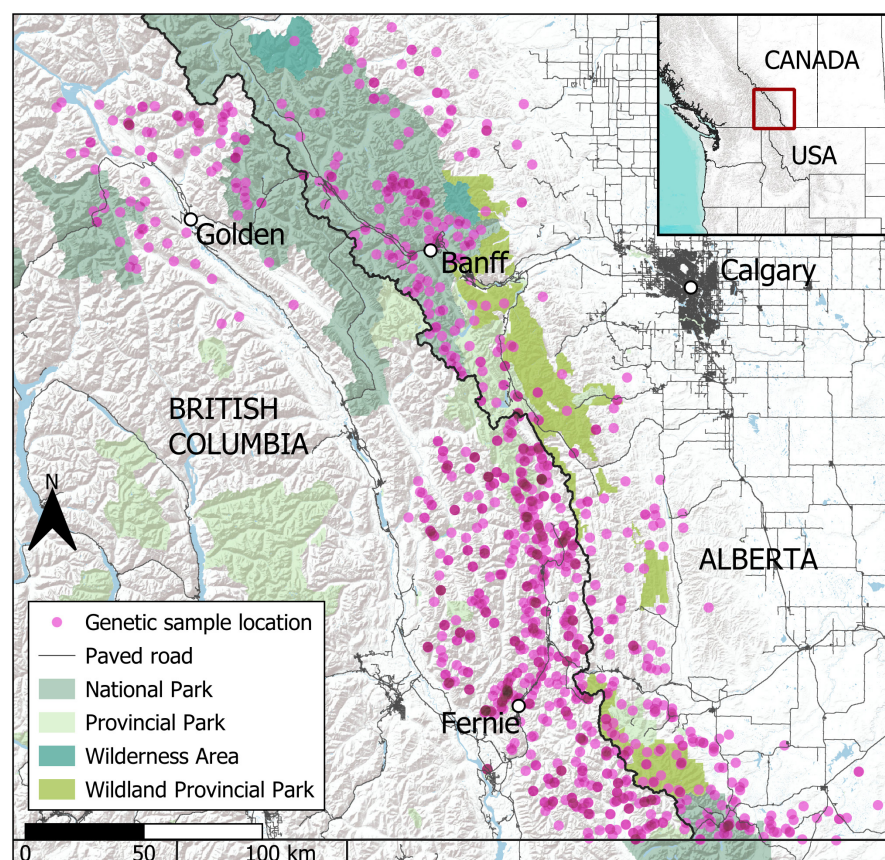 CANADA
USA
Golden
Banff
Calgary
BRITISH
COLUMBIA
N
ALBERTA
Genetic sample location
Paved road
National Park
Provincial Park
Wilderness Area
Wildland Provincial Park
Fernie
0 50 100 km